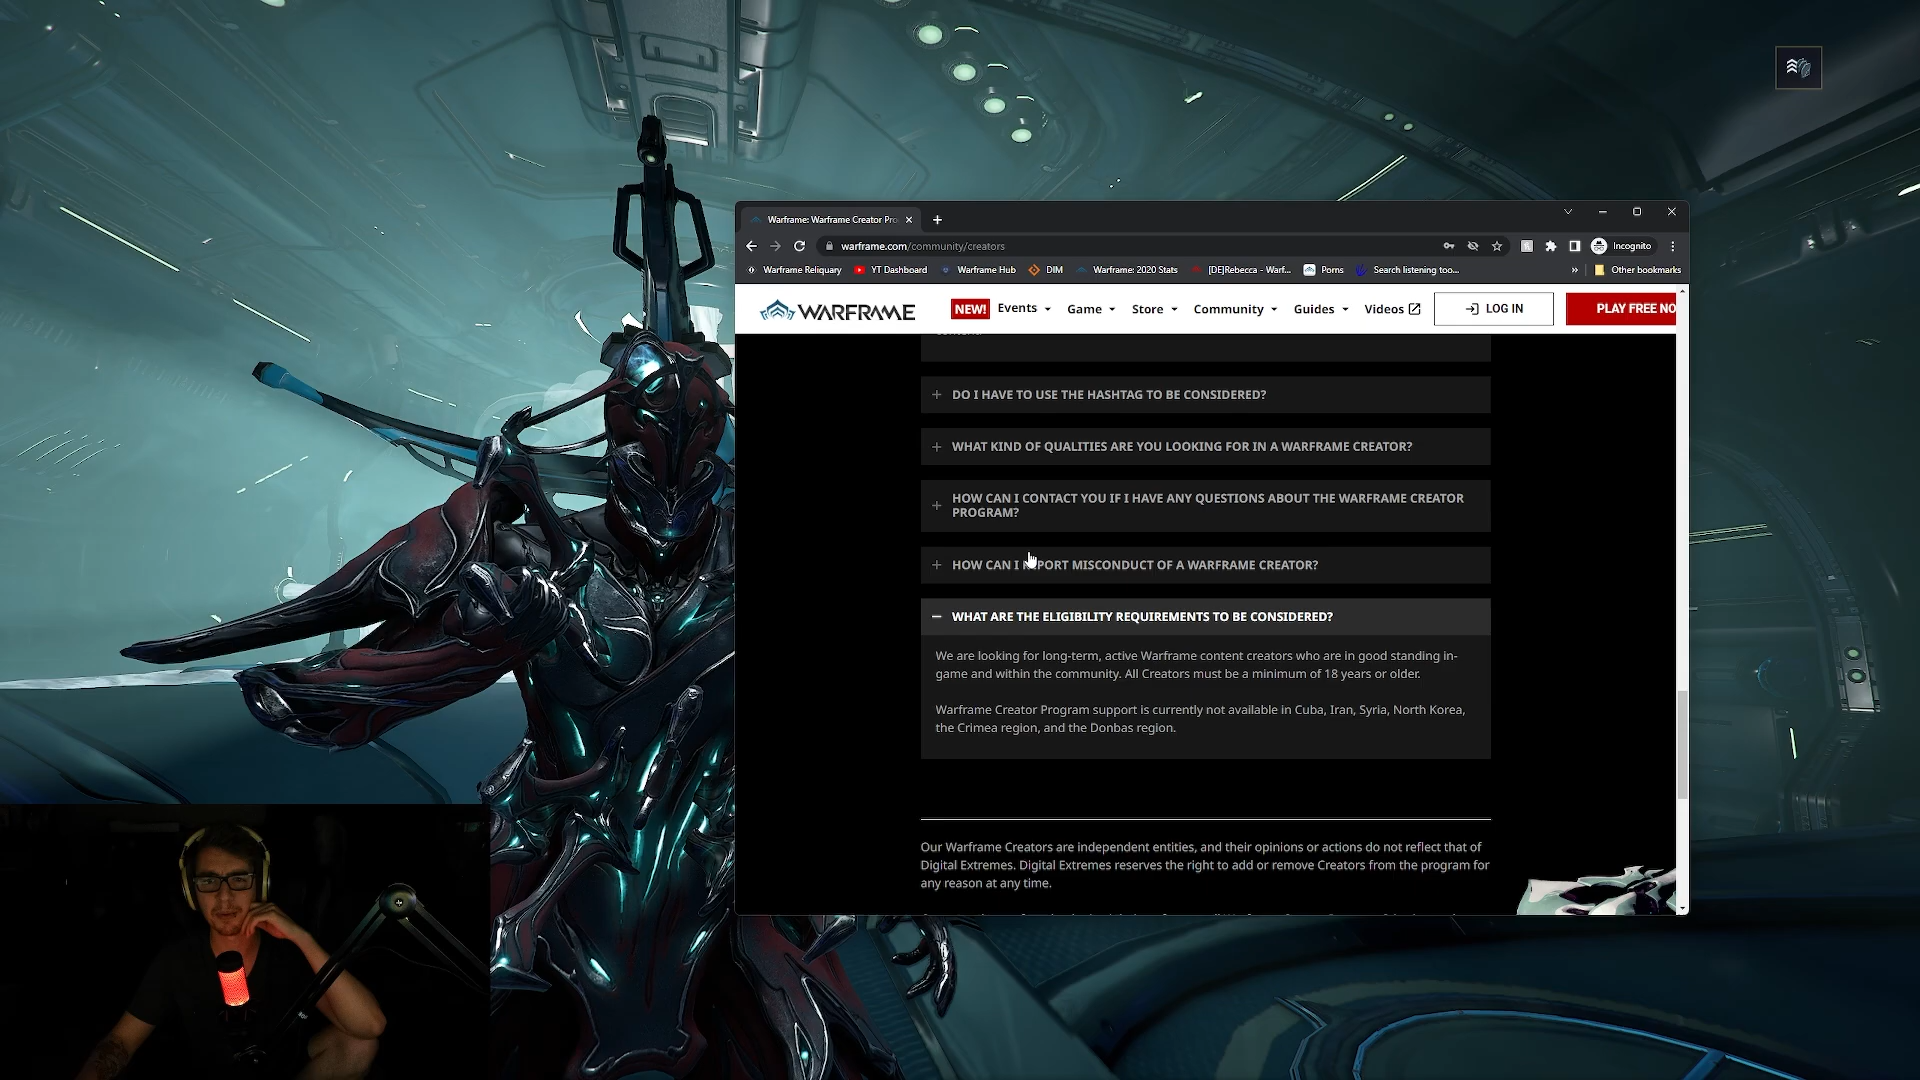 Warframe: Warframe Creator Pro
warframe.com/community/creators
Incognito
Warframe Reliquary
YT Dashboard
Warframe Hub
DIM
Warframe: 2020 Stats
[DE]Rebecca - Warf...
Porns
Search listening too...
»
Other bookmarks
WARFRAME
NEW!
Events
Game
Store
Community
Guides
Videos
LOG IN
PLAY FREE NO
+ DO I HAVE TO USE THE HASHTAG TO BE CONSIDERED?
+ WHAT KIND OF QUALITIES ARE YOU LOOKING FOR IN A WARFRAME CREATOR?
+ HOW CAN I CONTACT YOU IF I HAVE ANY QUESTIONS ABOUT THE WARFRAME CREATOR
PROGRAM?
+ HOW CAN I REPORT MISCONDUCT OF A WARFRAME CREATOR?
– WHAT ARE THE ELIGIBILITY REQUIREMENTS TO BE CONSIDERED?
We are looking for long-term, active Warframe content creators who are in good standing in-
game and within the community. All Creators must be a minimum of 18 years or older.
Warframe Creator Program support is currently not available in Cuba, Iran, Syria, North Korea,
the Crimea region, and the Donbas region.
Our Warframe Creators are independent entities, and their opinions or actions do not reflect that of
Digital Extremes. Digital Extremes reserves the right to add or remove Creators from the program for
any reason at any time.